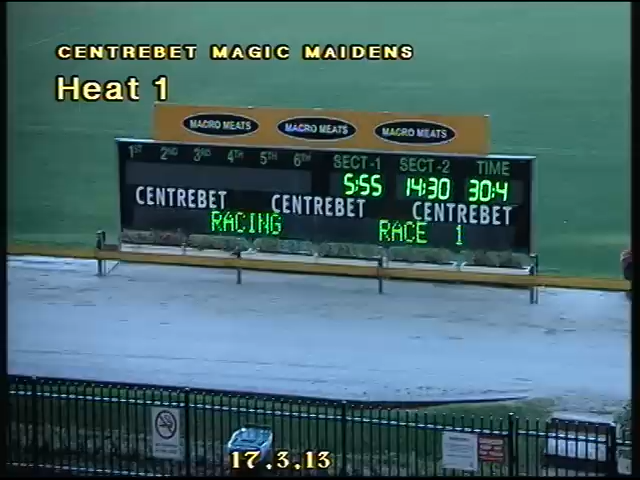 CENTREBET MAGIC MAIDENS
Heat 1
MACRO MEATS MACRO MEATS MACRO MEATS
1ST 2ND 3RD 4TH 5TH 6TH SECT-1 SECT-2 TIME
5:55 14:30 30:4
CENTREBET CENTREBET CENTREBET
RACING RACE 1
17.3.13